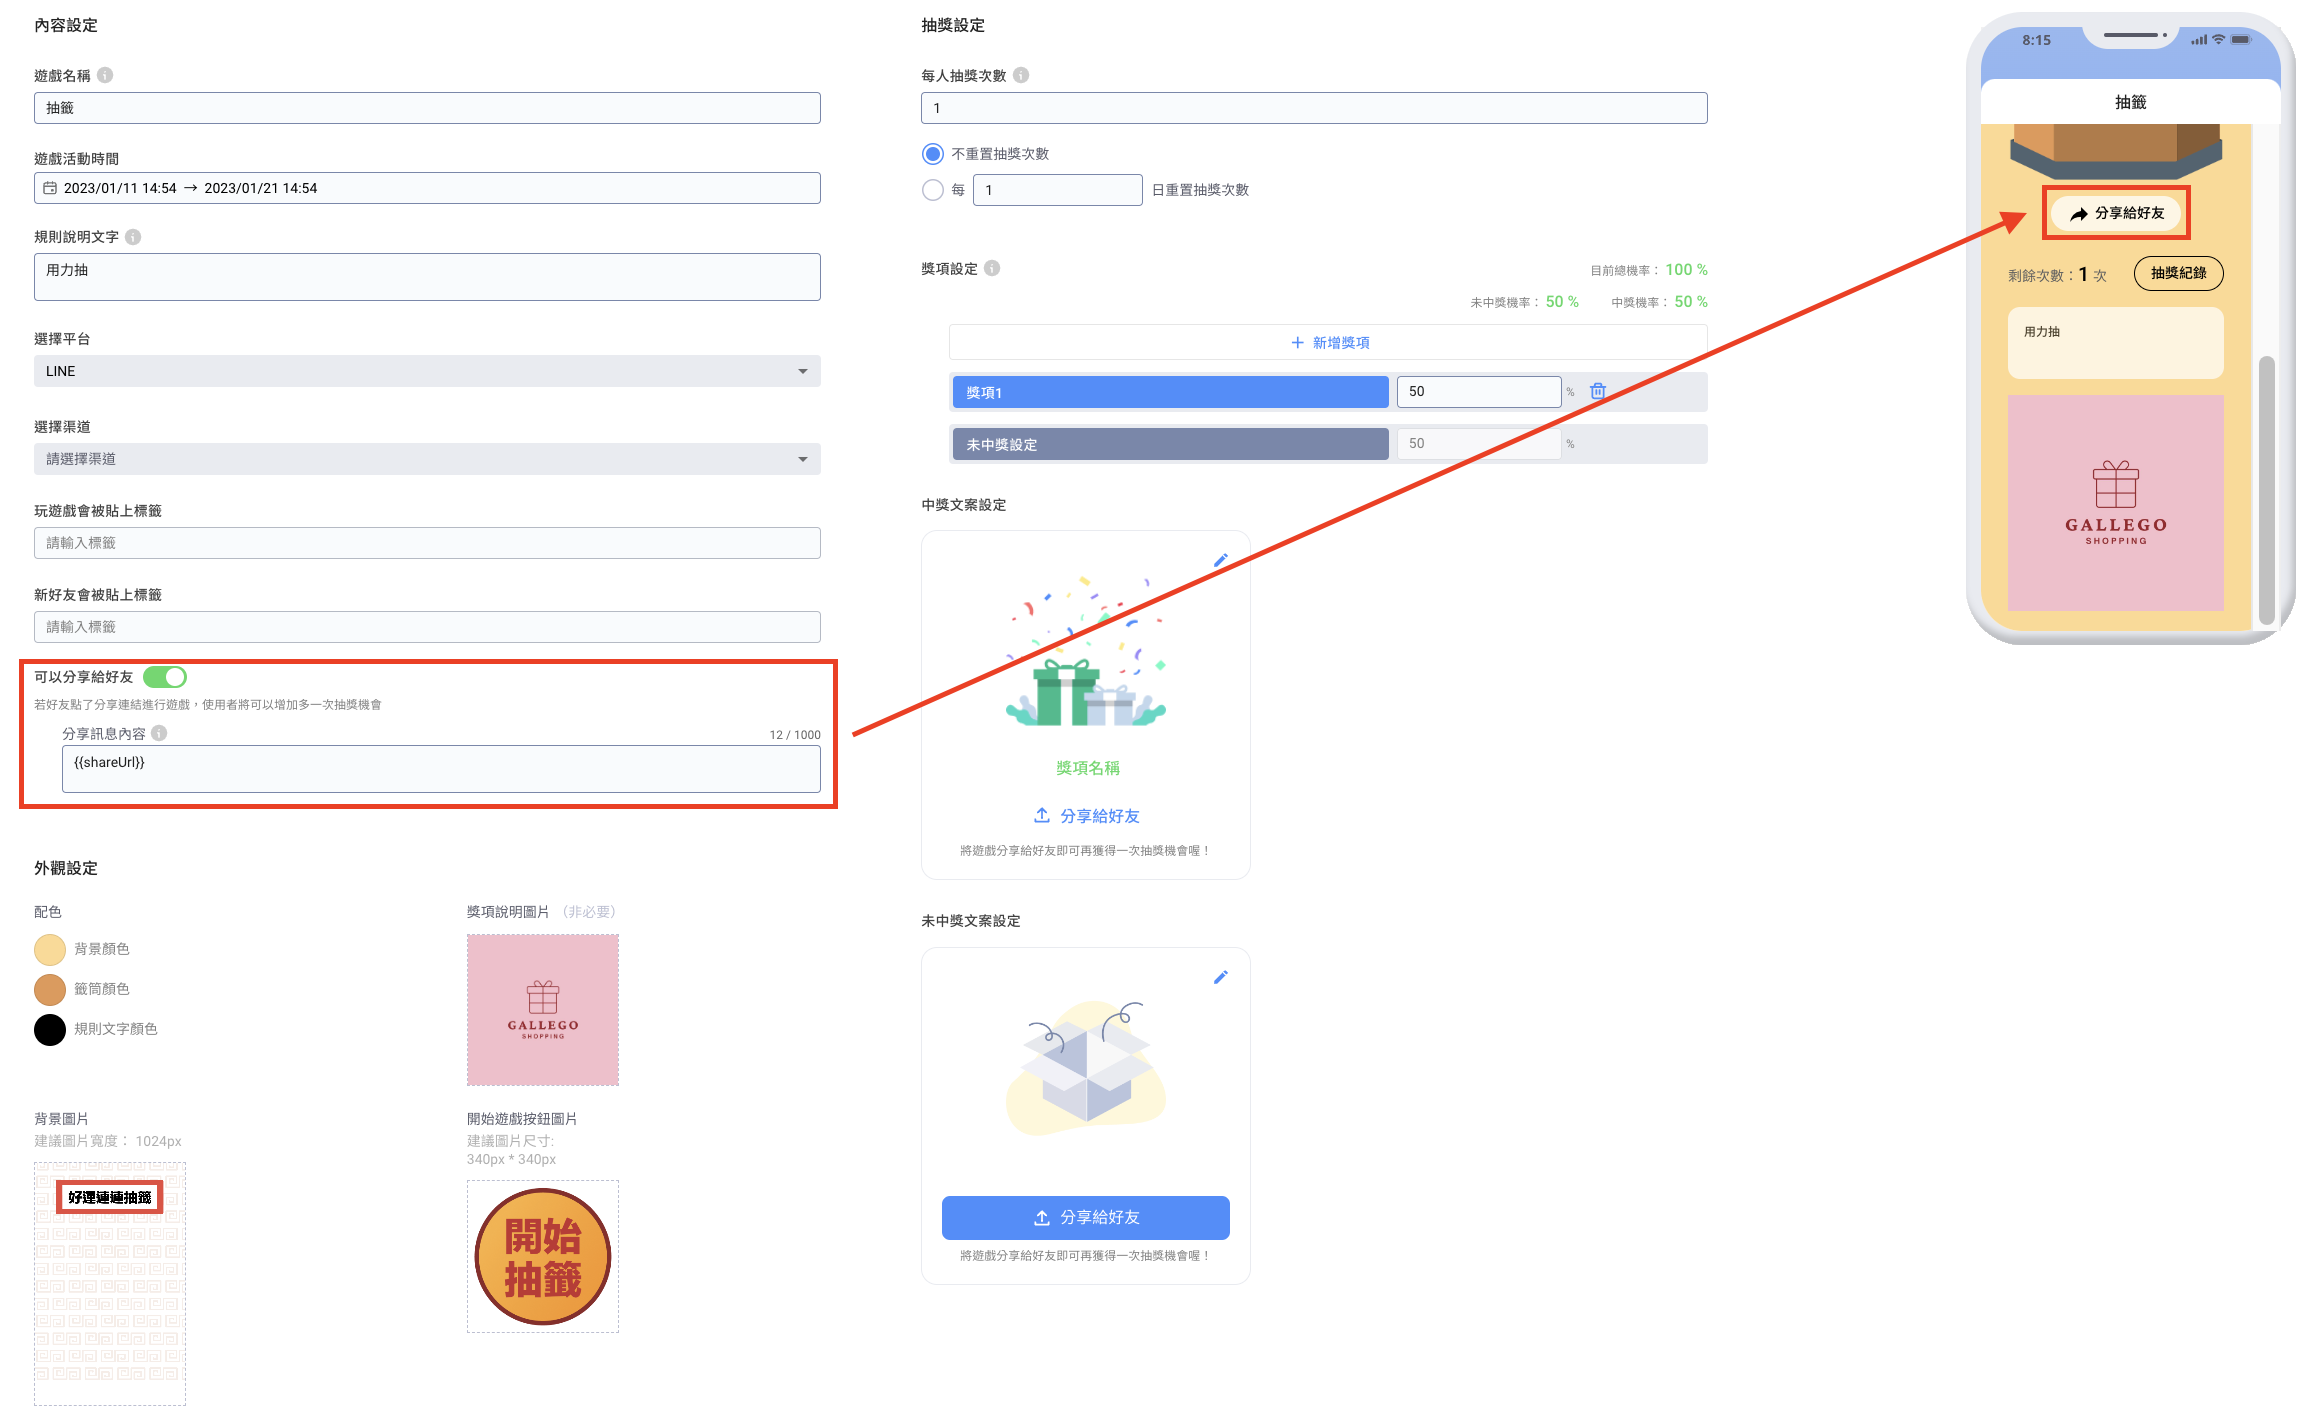 內容設定
遊戲名稱
抽籤
遊戲活動時間
2023/01/11 14:54 → 2023/01/21 14:54
規則說明文字
用力抽
選擇平台
LINE
選擇渠道
請選擇渠道
玩遊戲會被貼上標籤
請輸入標籤
新好友會被貼上標籤
請輸入標籤
可以分享給好友
若好友點了分享連結進行遊戲，使用者將可以增加多一次抽獎機會
分享訊息內容
12 / 1000
{{shareUrl}}
外觀設定
配色
背景顏色
籤筒顏色
規則文字顏色
獎項說明圖片 （非必要）
GALLEGO
SHOPPING
背景圖片
建議圖片寬度： 1024px
好運連連抽籤
開始遊戲按鈕圖片
建議圖片尺寸:
340px * 340px
開始
抽籤
抽獎設定
每人抽獎次數
1
不重置抽獎次數
每 1 日重置抽獎次數
獎項設定
目前總機率： 100 %
未中獎機率： 50 % 中獎機率： 50 %
+ 新增獎項
獎項1 50 %
未中獎設定 50 %
中獎文案設定
獎項名稱
分享給好友
將遊戲分享給好友即可再獲得一次抽獎機會喔！
未中獎文案設定
分享給好友
將遊戲分享給好友即可再獲得一次抽獎機會喔！
8:15
抽籤
分享給好友
剩餘次數：1 次 抽獎紀錄
用力抽
GALLEGO
SHOPPING